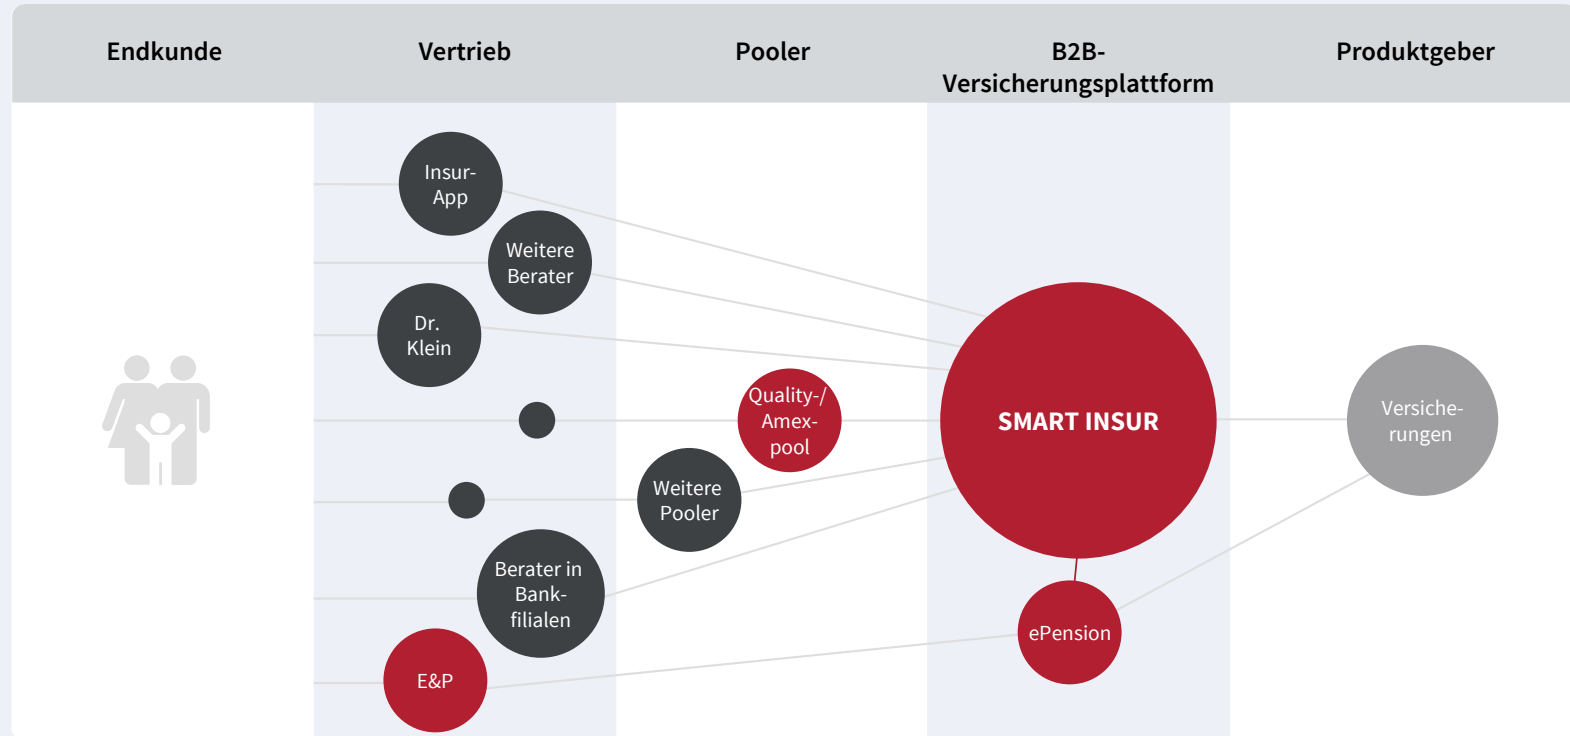 Endkunde
Vertrieb
Pooler
B2B-
Versicherungsplattform
Produktgeber
Insur-
App
Weitere
Berater
Dr.
Klein
Quality-/
Amex-
pool
SMART INSUR
Versiche-
rungen
Weitere
Pooler
Berater in
Bank-
filialen
ePension
E&P